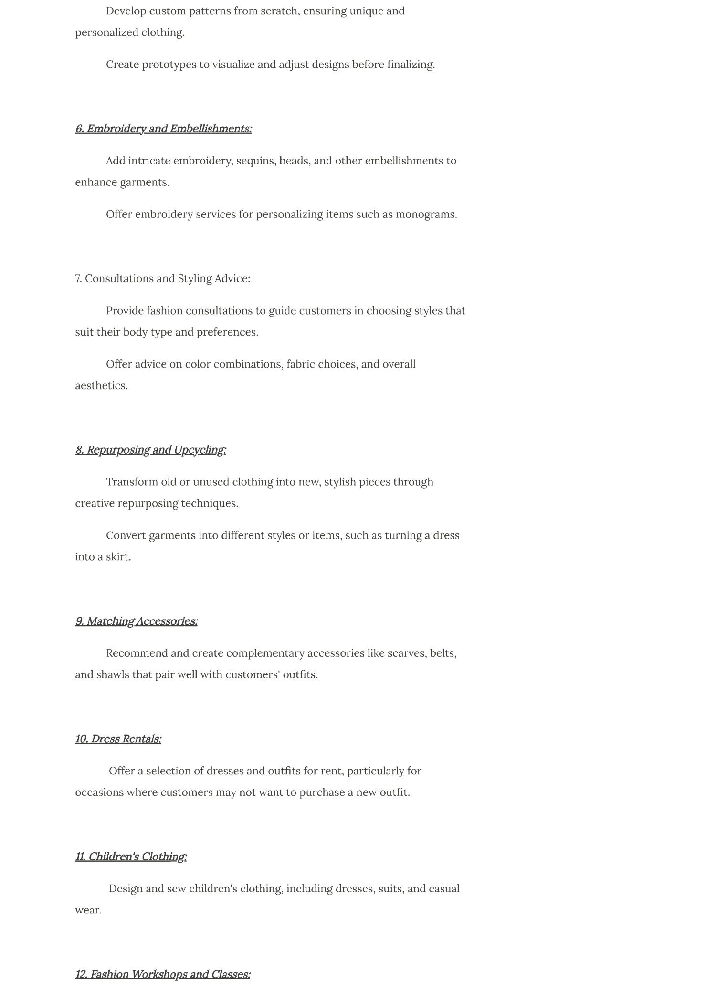 Develop custom patterns from scratch, ensuring unique and
personalized clothing.
Create prototypes to visualize and adjust designs before finalizing.
6. Embroidery and Embellishments:
Add intricate embroidery, sequins, beads, and other embellishments to
enhance garments.
Offer embroidery services for personalizing items such as monograms.
7. Consultations and Styling Advice:
Provide fashion consultations to guide customers in choosing styles that
suit their body type and preferences.
Offer advice on color combinations, fabric choices, and overall
aesthetics.
8. Repurposing and Upcycling:
Transform old or unused clothing into new, stylish pieces through
creative repurposing techniques.
Convert garments into different styles or items, such as turning a dress
into a skirt.
9. Matching Accessories:
Recommend and create complementary accessories like scarves, belts,
and shawls that pair well with customers' outfits.
10. Dress Rentals:
Offer a selection of dresses and outfits for rent, particularly for
occasions where customers may not want to purchase a new outfit.
11. Children's Clothing:
Design and sew children's clothing, including dresses, suits, and casual
wear.
12. Fashion Workshops and Classes: